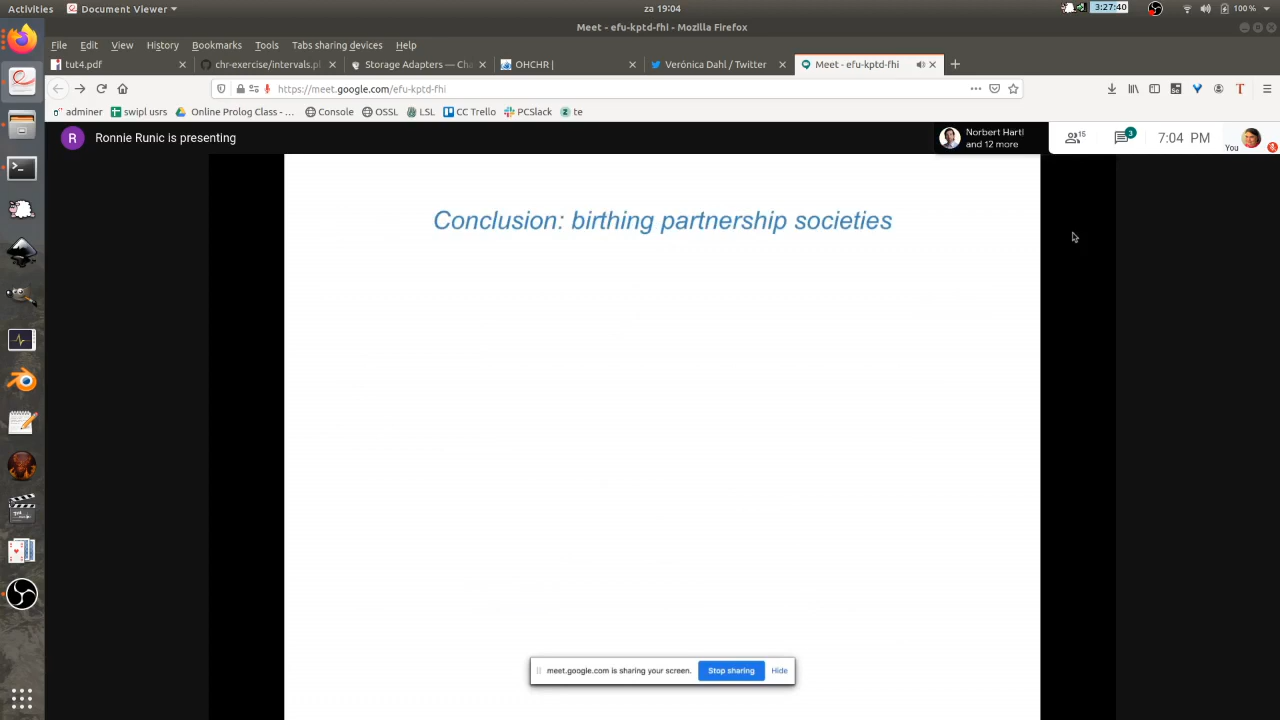 Activities
Document Viewer
za 19:04
3:27:40
100 %
Meet - efu-kptd-fhi - Mozilla Firefox
File Edit View History Bookmarks Tools Tabs sharing devices Help
tut4.pdf
chr-exercise/intervals.pl
Storage Adapters — Cha
OHCHR |
Verónica Dahl / Twitter
Meet - efu-kptd-fhi
https://meet.google.com/efu-kptd-fhi
adminer
swipl usrs
Online Prolog Class - …
Console
OSSL
LSL
CC Trello
PCSlack
te
R
Ronnie Runic is presenting
Norbert Hartl
and 12 more
15
3
7:04 PM
You
Conclusion: birthing partnership societies
meet.google.com is sharing your screen.
Stop sharing
Hide